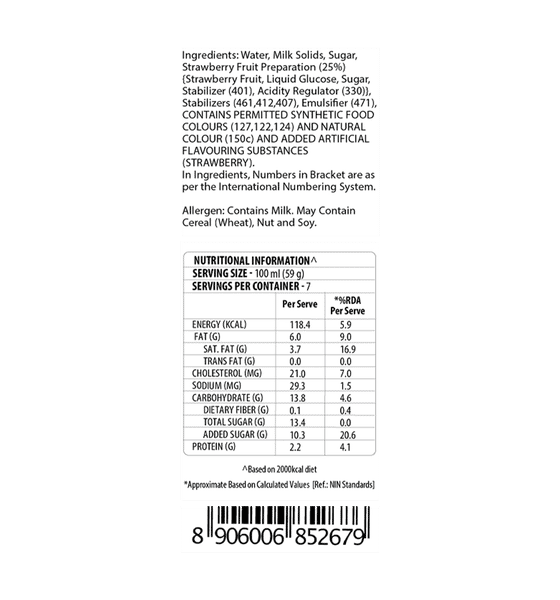 Ingredients: Water, Milk Solids, Sugar,
Strawberry Fruit Preparation (25%)
{Strawberry Fruit, Liquid Glucose, Sugar,
Stabilizer (401), Acidity Regulator (330)},
Stabilizers (461,412,407), Emulsifier (471),
CONTAINS PERMITTED SYNTHETIC FOOD
COLOURS (127,122,124) AND NATURAL
COLOUR (150c) AND ADDED ARTIFICIAL
FLAVOURING SUBSTANCES
(STRAWBERRY).
In Ingredients, Numbers in Bracket are as
per the International Numbering System.
Allergen: Contains Milk. May Contain
Cereal (Wheat), Nut and Soy.
NUTRITIONAL INFORMATION^
SERVING SIZE - 100 ml (59 g)
SERVINGS PER CONTAINER - 7
Per Serve *%RDA Per Serve
ENERGY (KCAL) 118.4 5.9
FAT (G) 6.0 9.0
SAT. FAT (G) 3.7 16.9
TRANS FAT (G) 0.0 0.0
CHOLESTEROL (MG) 21.0 7.0
SODIUM (MG) 29.3 1.5
CARBOHYDRATE (G) 13.8 4.6
DIETARY FIBER (G) 0.1 0.4
TOTAL SUGAR (G) 13.4 0.0
ADDED SUGAR (G) 10.3 20.6
PROTEIN (G) 2.2 4.1
^Based on 2000kcal diet
*Approximate Based on Calculated Values [Ref.: NIN Standards]
8 906006 852679